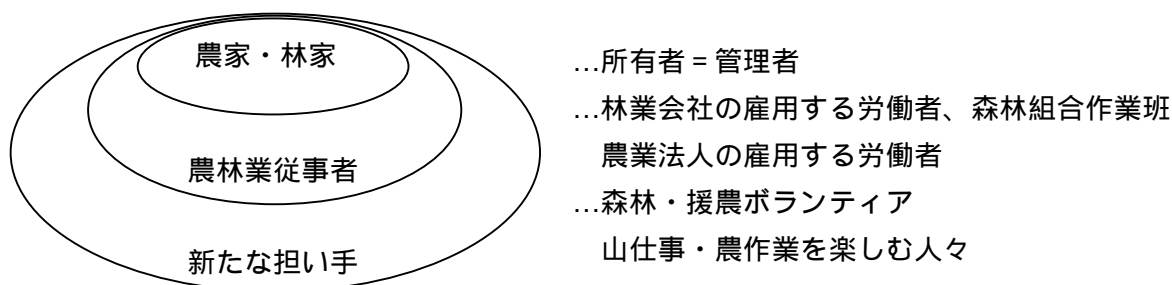 農家・林家
…所有者=管理者
…林業会社の雇用する労働者、森林組合作業班
農林業従事者
農業法人の雇用する労働者
…森林・援農ボランティア
新たな担い手
山仕事・農作業を楽しむ人々